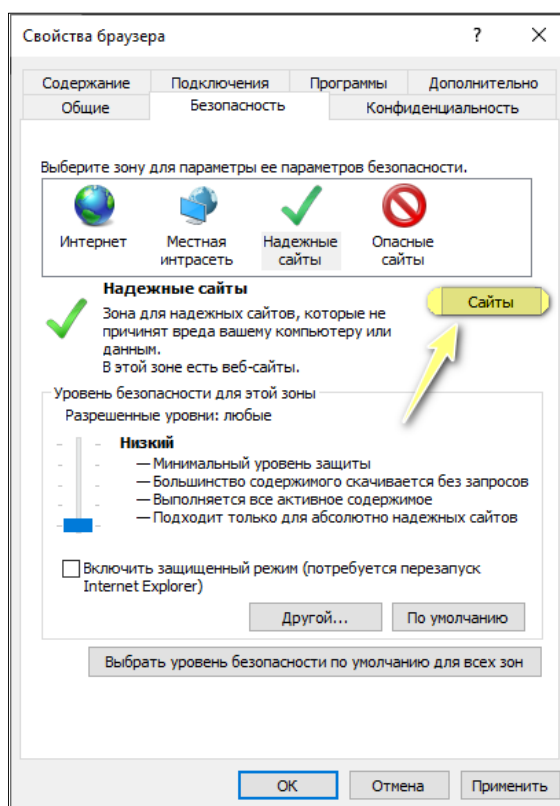 Свойства браузера ? ×
Содержание Подключения Программы Дополнительно
Общие Безопасность Конфиденциальность
Выберите зону для параметры ее параметров безопасности.
Интернет Местная интрасеть Надежные сайты Опасные сайты
Надежные сайты
Сайты
Зона для надежных сайтов, которые не
причинят вреда вашему компьютеру или
данным.
В этой зоне есть веб-сайты.
Уровень безопасности для этой зоны
Разрешенные уровни: любые
Низкий
— Минимальный уровень защиты
— Большинство содержимого скачивается без запросов
— Выполняется все активное содержимое
— Подходит только для абсолютно надежных сайтов
Включить защищенный режим (потребуется перезапуск
Internet Explorer)
Другой... По умолчанию
Выбрать уровень безопасности по умолчанию для всех зон
ОК Отмена Применить